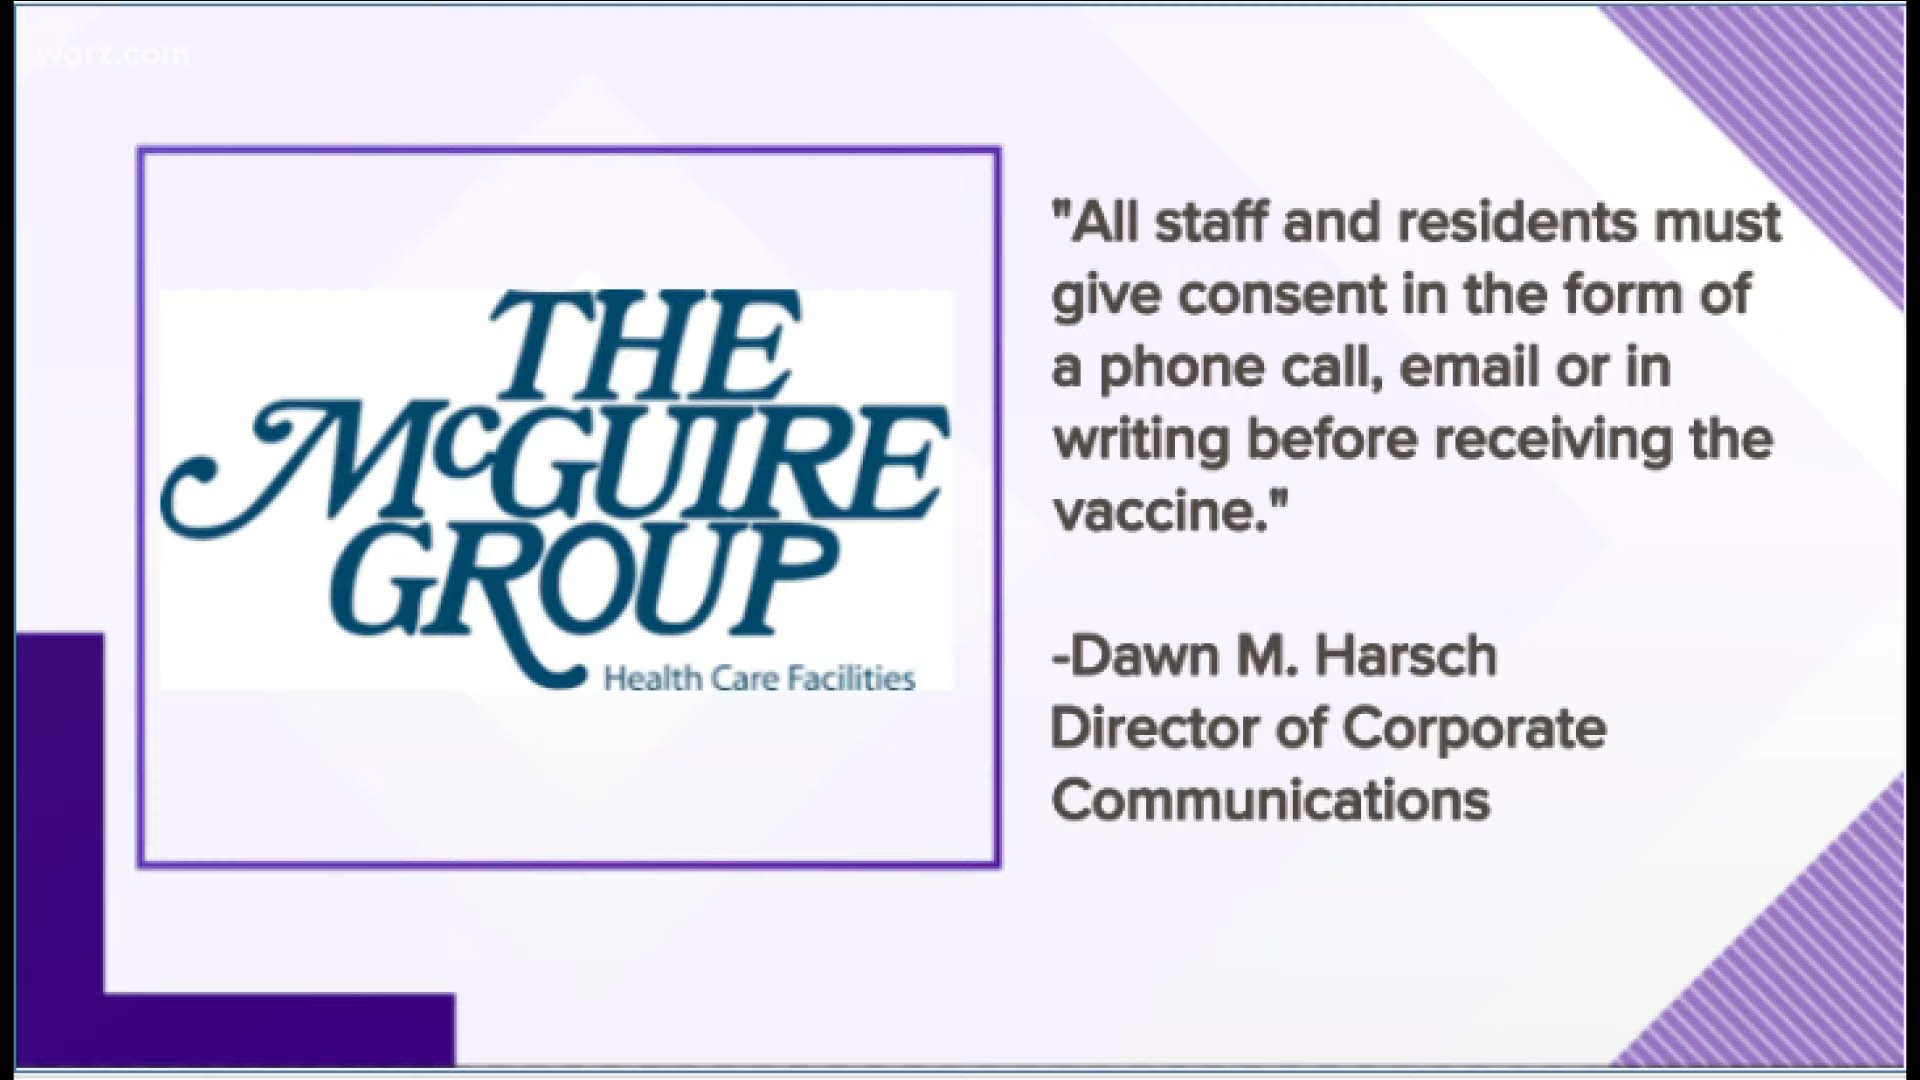 wgrz.com
THE
McGUIRE
GROUP
Health Care Facilities
"All staff and residents must
give consent in the form of
a phone call, email or in
writing before receiving the
vaccine."
-Dawn M. Harsch
Director of Corporate
Communications